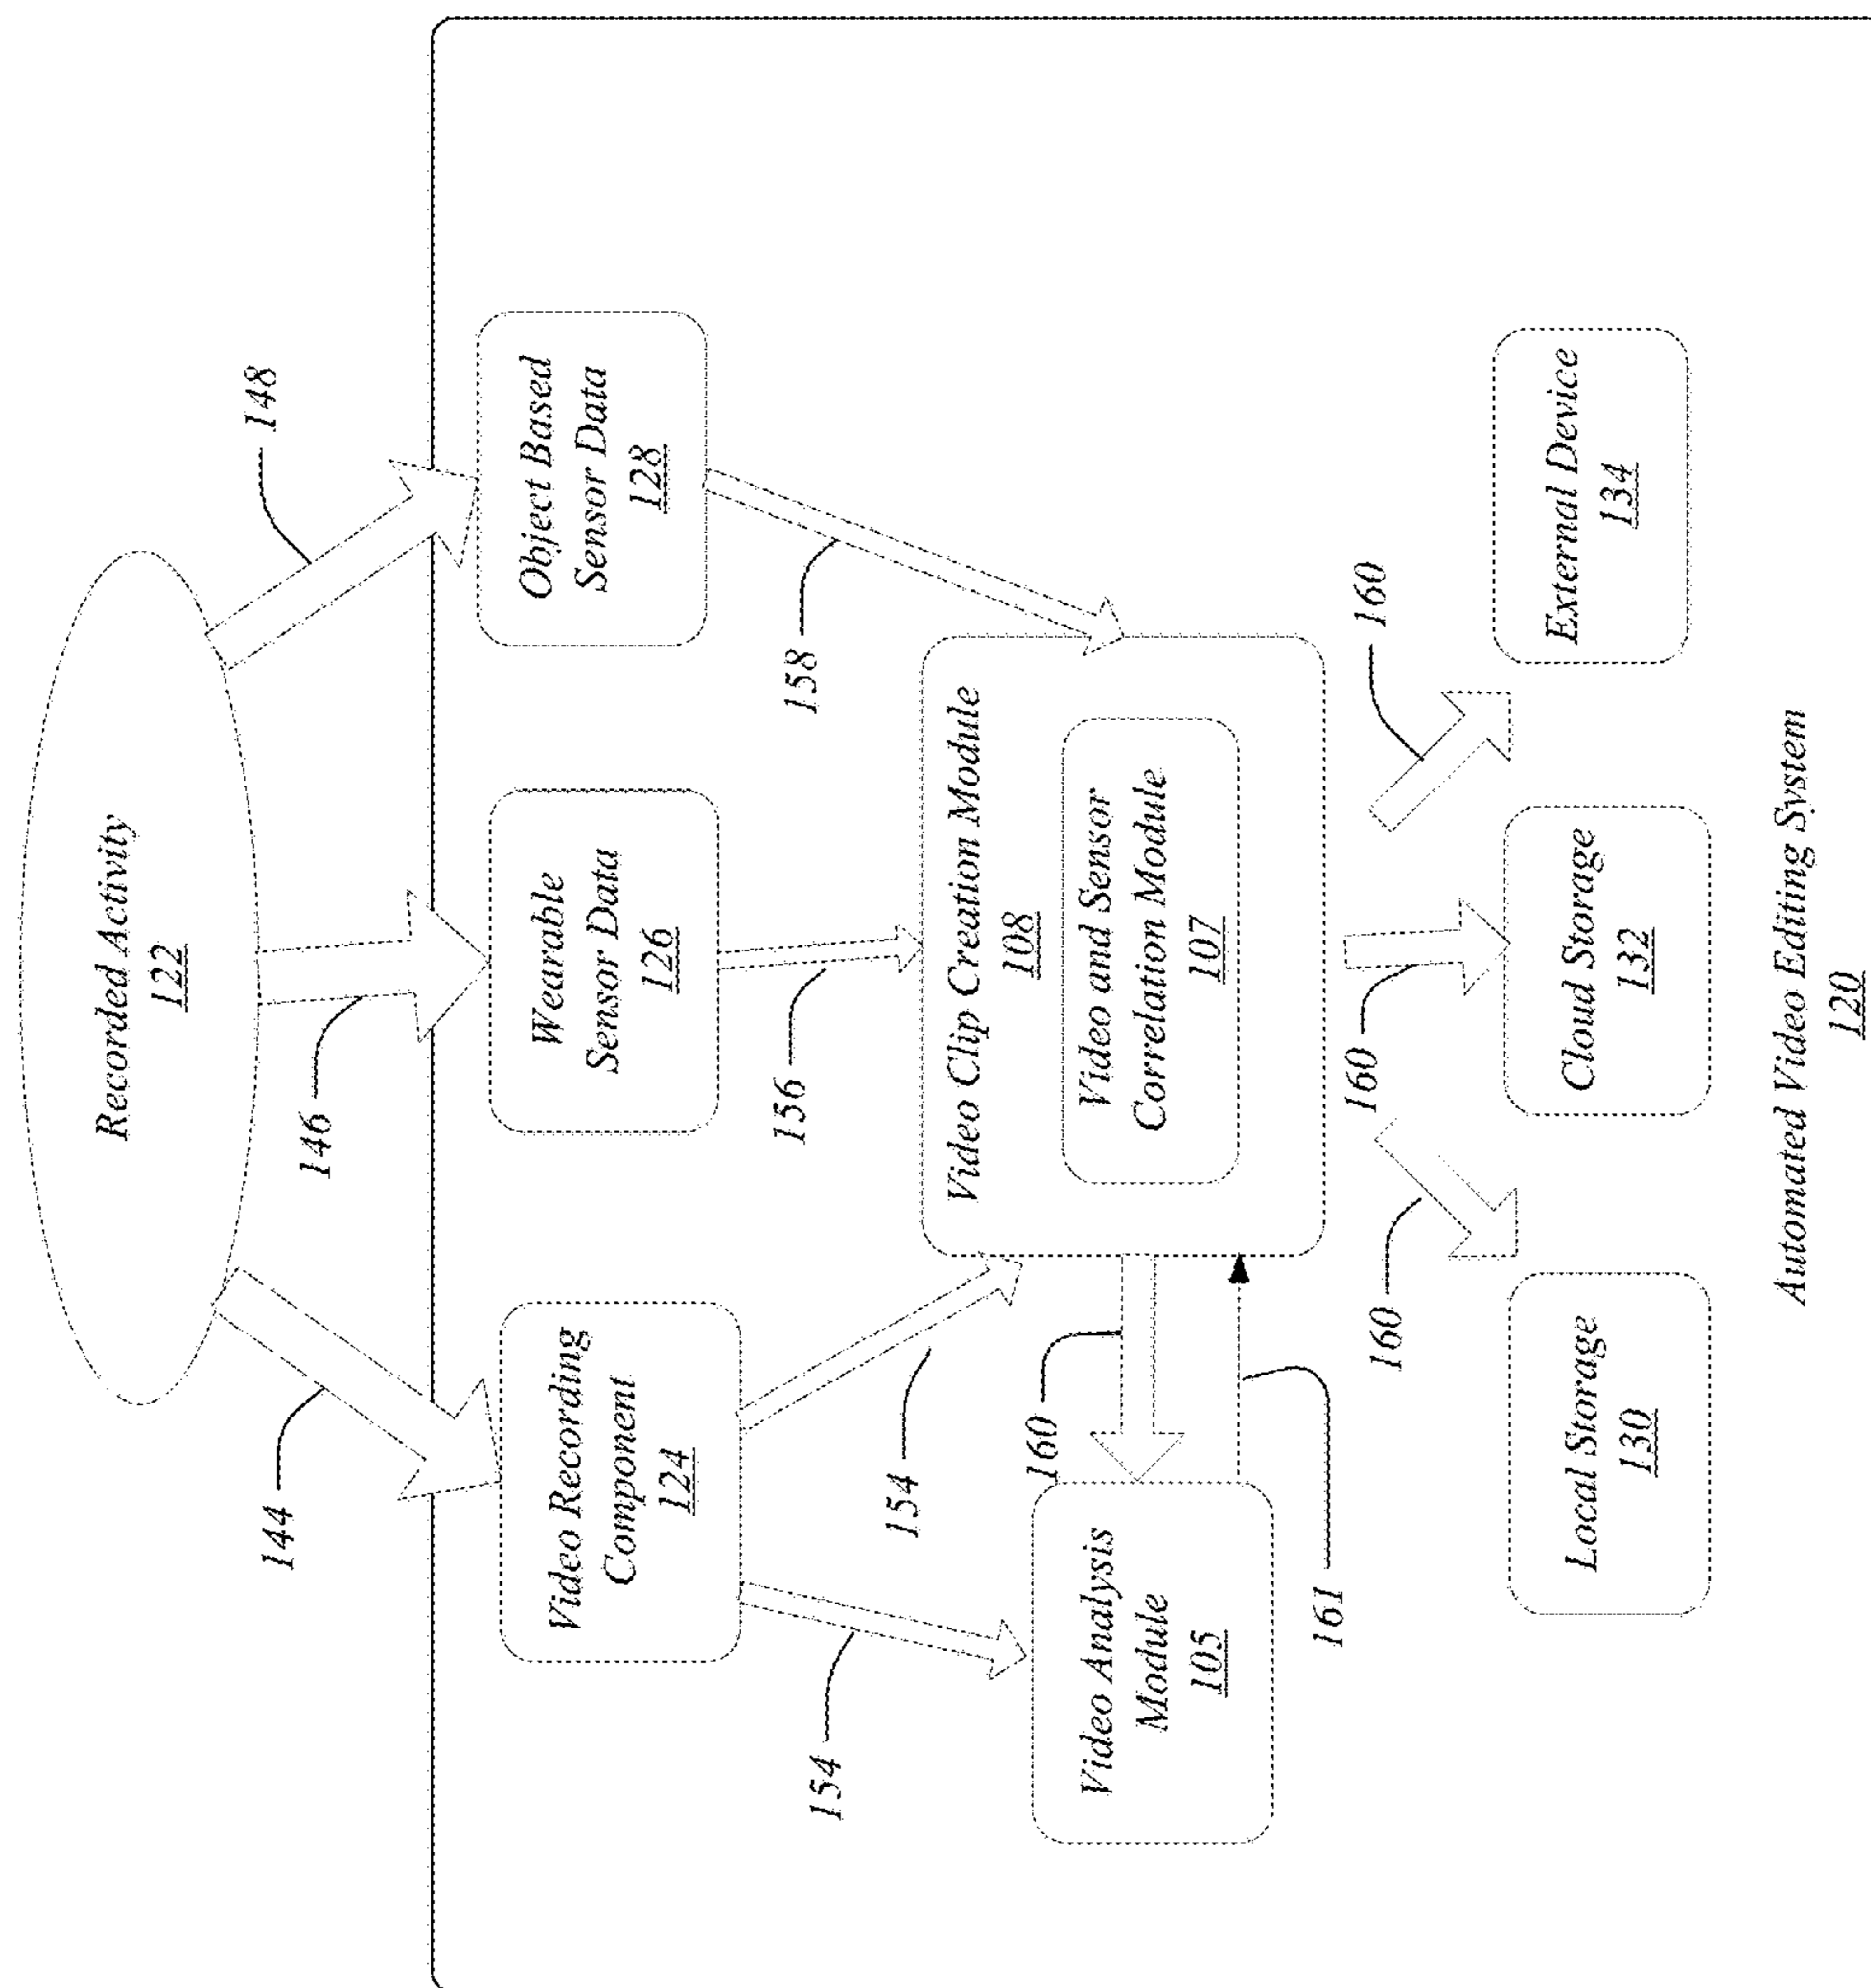 Recorded Activity
122
144
146
148
Video Recording
Component
124
Wearable
Sensor Data
126
Object Based
Sensor Data
128
154
154
156
158
Video Analysis
Module
105
160
161
Video Clip Creation Module
108
Video and Sensor
Correlation Module
107
160
160
160
Local Storage
130
Cloud Storage
132
External Device
134
Automated Video Editing System
120